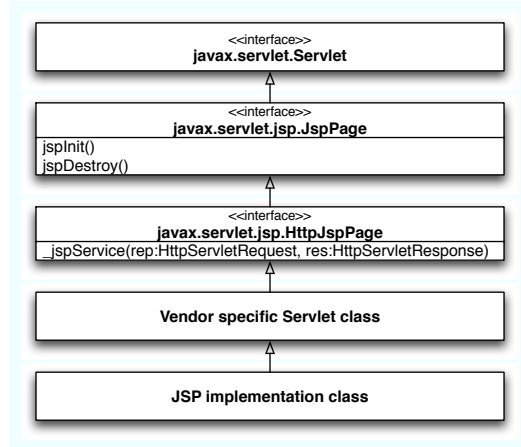 <<interface>>
javax.servlet.Servlet
<<interface>>
javax.servlet.jsp.JspPage
jspInit()
jspDestroy()
<<interface>>
javax.servlet.jsp.HttpJspPage
_jspService(rep:HttpServletRequest, res:HttpServletResponse)
Vendor specific Servlet class
JSP implementation class